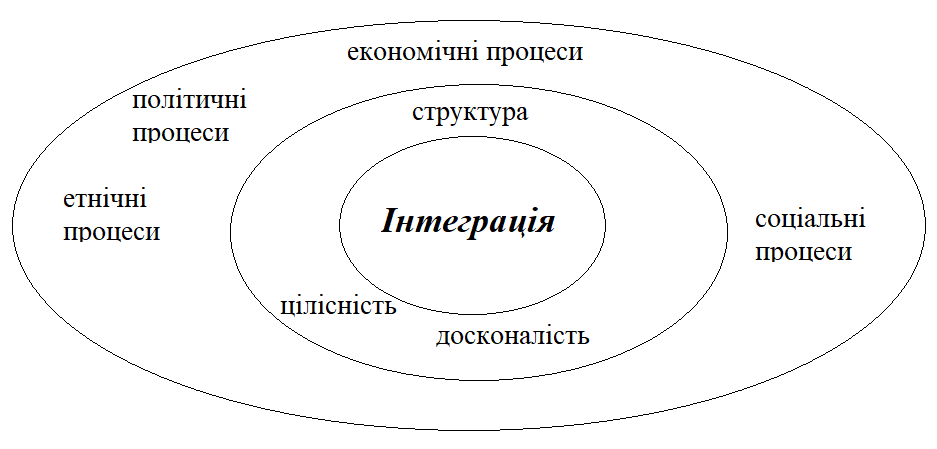 економічні процеси
політичні
процеси
структура
етнічні
процеси
Інтеграція
соціальні
процеси
цілісність
досконалість